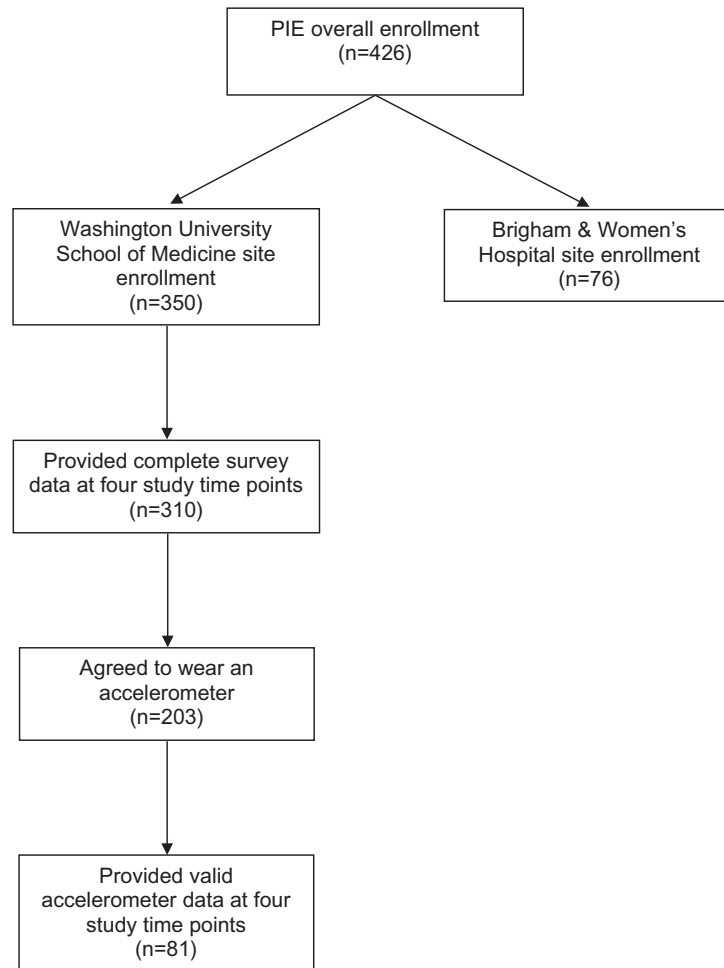 PIE overall enrollment
(n=426)
Washington University
School of Medicine site
enrollment
(n=350)
Brigham & Women's
Hospital site enrollment
(n=76)
Provided complete survey
data at four study time points
(n=310)
Agreed to wear an
accelerometer
(n=203)
Provided valid
accelerometer data at four
study time points
(n=81)